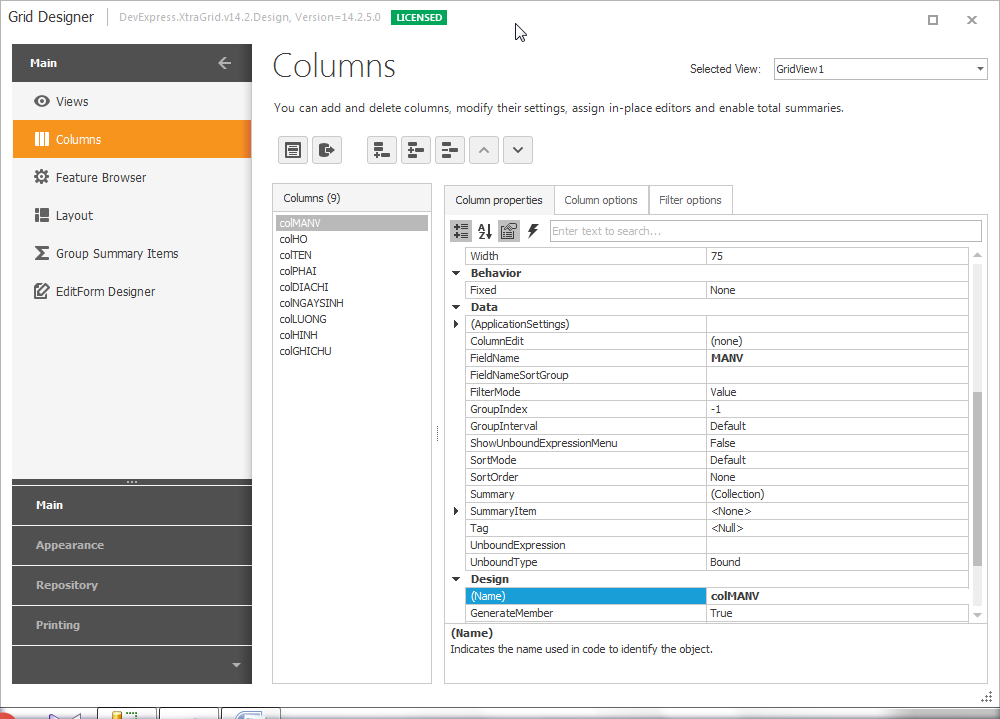 Grid Designer
DevExpress.XtraGrid.v14.2.Design, Version=14.2.5.0
LICENSED
Main
Views
Columns
Feature Browser
Layout
Group Summary Items
EditForm Designer
Main
Appearance
Repository
Printing
Columns
Selected View:
GridView1
You can add and delete columns, modify their settings, assign in-place editors and enable total summaries.
Columns (9)
colMANV
colHO
colTEN
colPHAI
colDIACHI
colNGAYSINH
colLUONG
colHINH
colGHICHU
Column properties
Column options
Filter options
Enter text to search...
Width 75
Behavior
Fixed None
Data
(ApplicationSettings)
ColumnEdit (none)
FieldName MANV
FieldNameSortGroup
FilterMode Value
GroupIndex -1
GroupInterval Default
ShowUnboundExpressionMenu False
SortMode Default
SortOrder None
Summary (Collection)
SummaryItem <None>
Tag <Null>
UnboundExpression
UnboundType Bound
Design
(Name) colMANV
GenerateMember True
(Name)
Indicates the name used in code to identify the object.